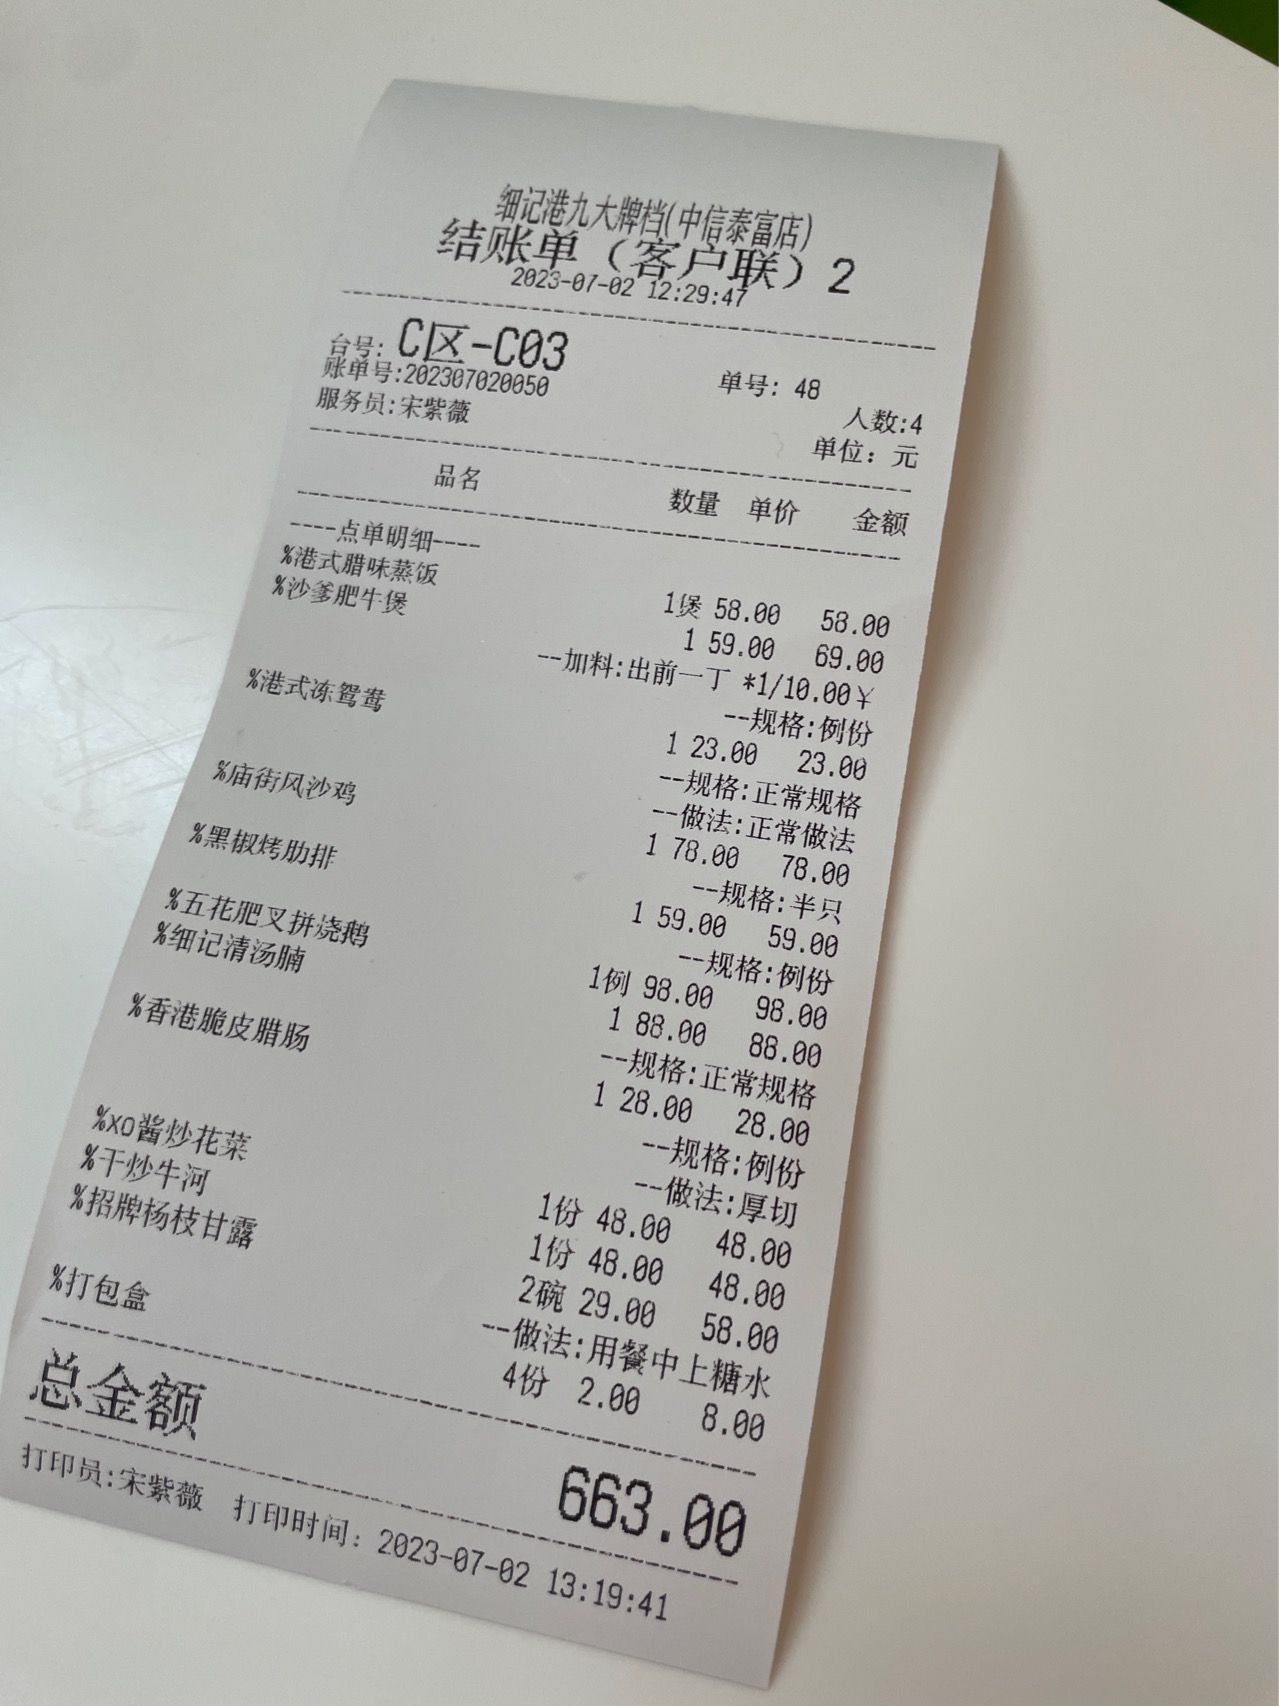 细记港九大牌档(中信泰富店)
结账单（客户联）2
2023-07-02 12:29:47
台号: C区-C03 单号: 48
账单号:202307020050 人数:4
服务员:宋紫薇 单位: 元
品名 数量 单价 金额
----点单明细----
%港式腊味蒸饭 1煲 58.00 58.00
%沙爹肥牛煲 1 59.00 69.00
--加料:出前一丁 *1/10.00¥
--规格:例份
%港式冻鸳鸯 1 23.00 23.00
--规格:正常规格
--做法:正常做法
%庙街风沙鸡 1 78.00 78.00
--规格:半只
%黑椒烤肋排 1 59.00 59.00
--规格:例份
%五花肥叉拼烧鹅 1例 98.00 98.00
%细记清汤腩 1 88.00 88.00
--规格:正常规格
%香港脆皮腊肠 1 28.00 28.00
--规格:例份
--做法:厚切
%xo酱炒花菜 1份 48.00 48.00
%干炒牛河 1份 48.00 48.00
%招牌杨枝甘露 2碗 29.00 58.00
--做法:用餐中上糖水
%打包盒 4份 2.00 8.00
总金额 663.00
打印员:宋紫薇 打印时间: 2023-07-02 13:19:41